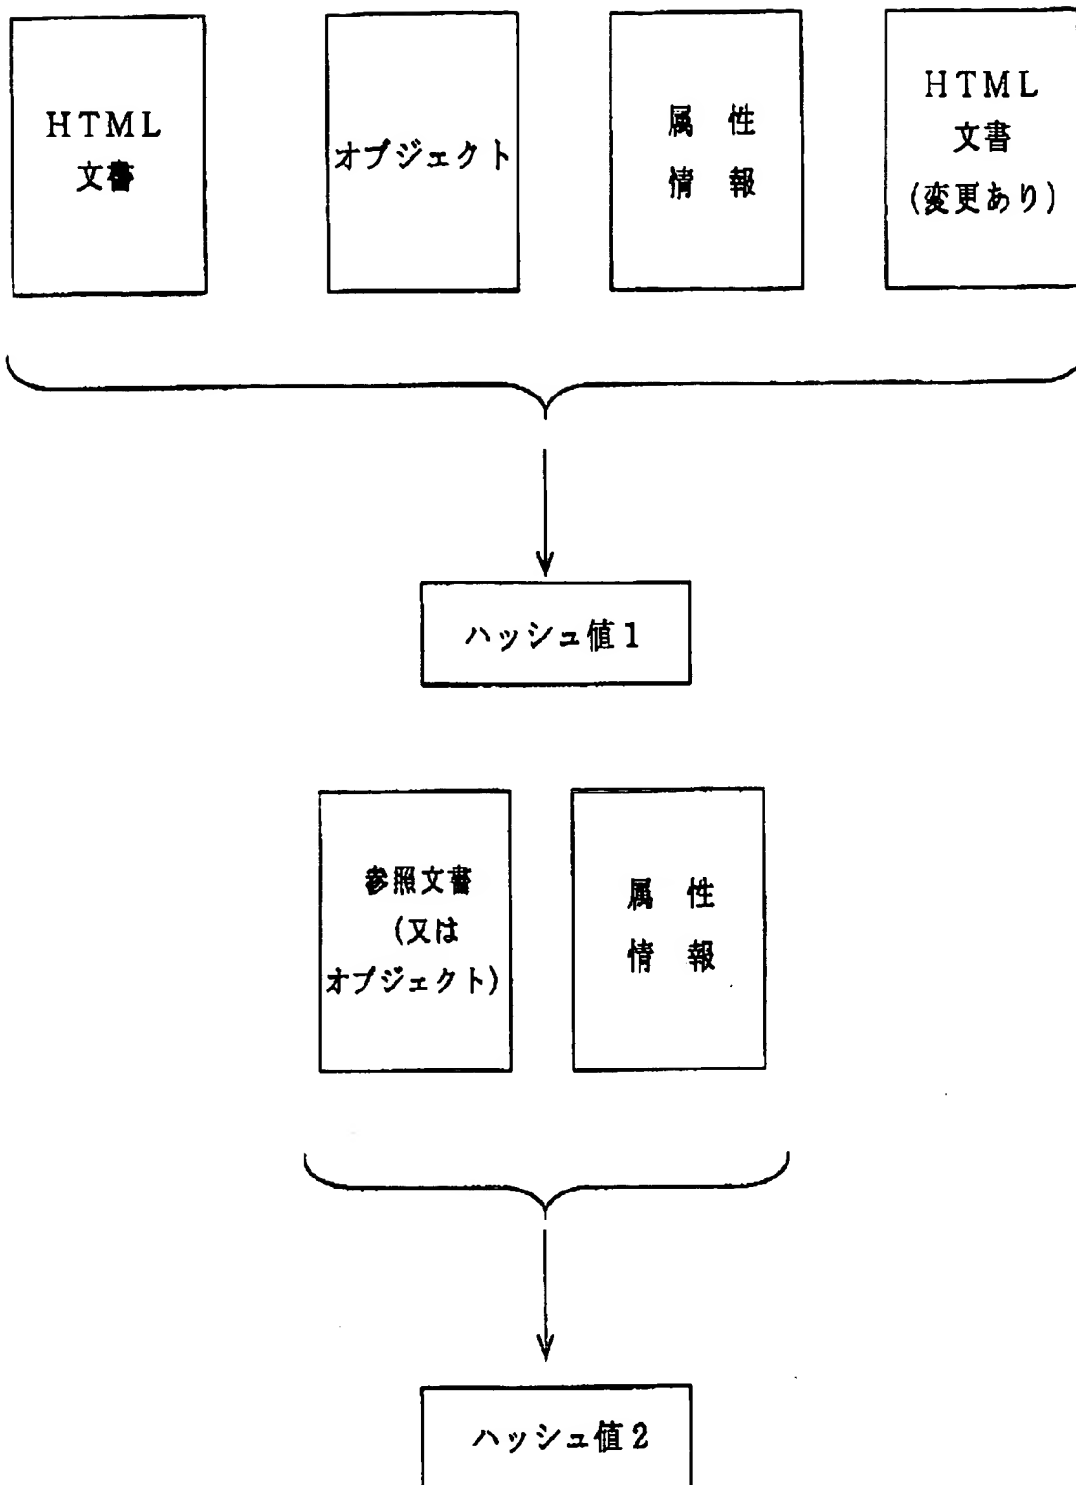 HTML
文書
オブジェクト
属性
情報
HTML
文書
(変更あり)
ハッシュ値1
参照文書
(又は
オブジェクト)
属性
情報
ハッシュ値2